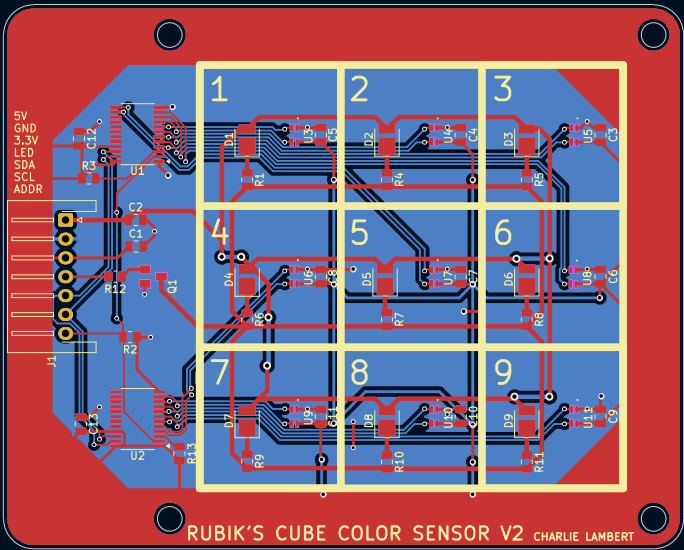 1 2 3
5V
GND
3.3V
LED
SDA
SCL
ADDR
C12
R3
U1
D1 U3 C5
D2 U4 C4
D3 U5 C3
R1 R4 R5
C2
C1
4 5 6
R12 Q1
D4 U6 C8
D5 U7 C7
D6 U8 C6
R6 R7 R8
R2
J1
7 8 9
C13
U2
R13
D7 U9 C11
D8 C10
D9 C9
R9 R10 R11
RUBIK'S CUBE COLOR SENSOR V2 CHARLIE LAMBERT